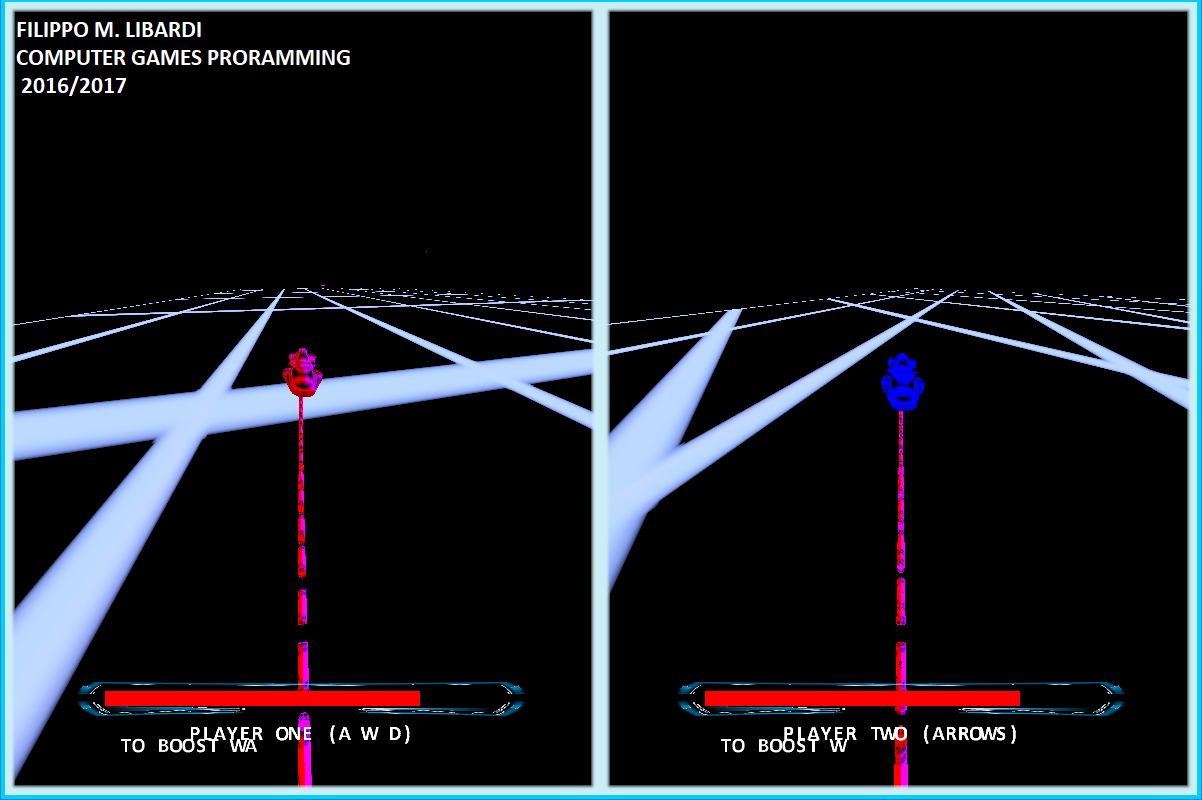 FILIPPO M. LIBARDI
COMPUTER GAMES PRORAMMING
2016/2017
PLAYER ONE (A W D)
TO BOOST WA
PLAYER TWO (ARROWS)
TO BOOST W